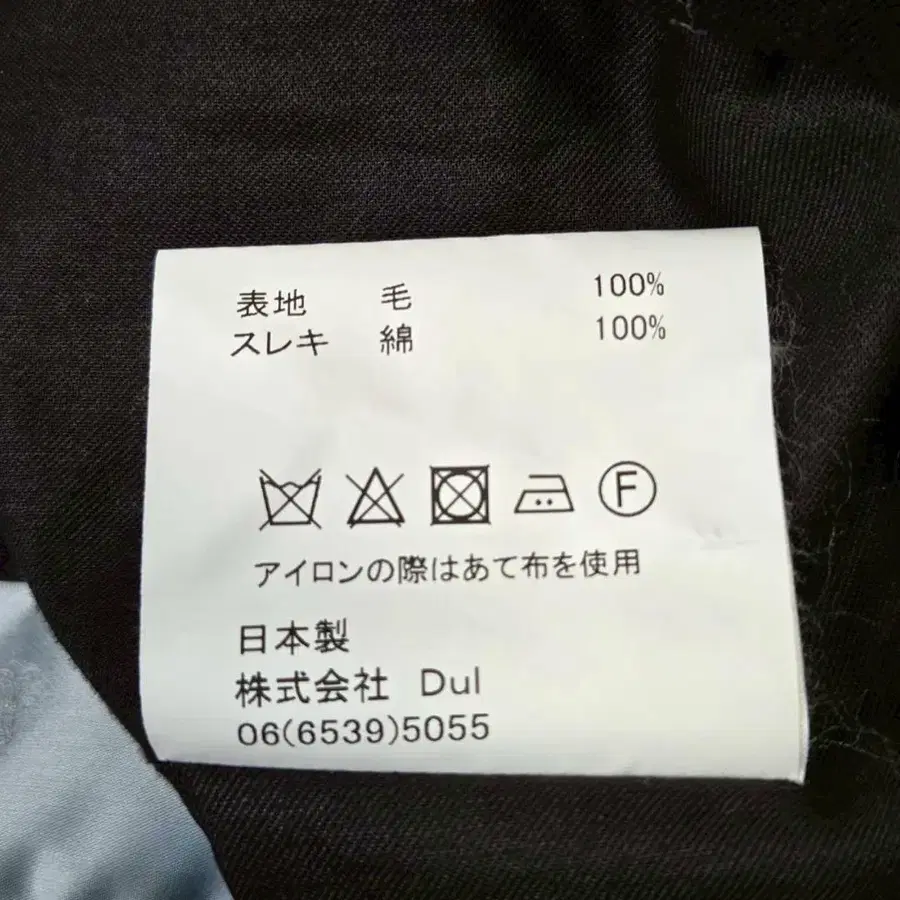 表地 毛 100%
スレキ 綿 100%
F
アイロンの際はあて布を使用
日本製
株式会社 Dul
06(6539)5055